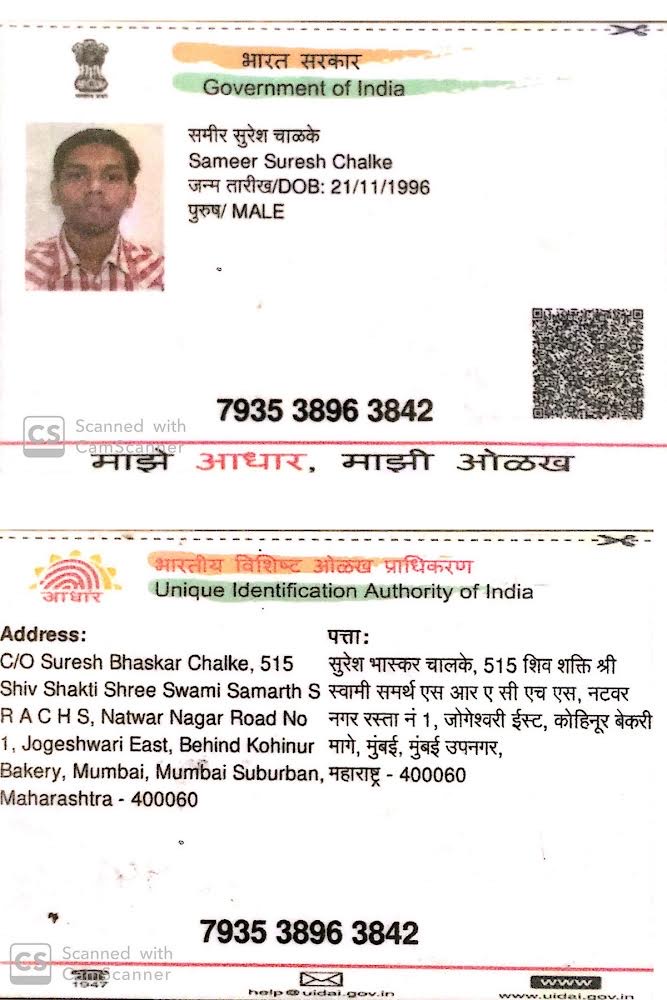 भारत सरकार
Government of India
समीर सुरेश चाळके
Sameer Suresh Chalke
जन्म तारीख/DOB: 21/11/1996
पुरुष/ MALE
7935 3896 3842
CS Scanned with
CamScanner
माझे आधार, माझी ओळख
भारतीय विशिष्ट ओळख प्राधिकरण
Unique Identification Authority of India
आधार
Address:
C/O Suresh Bhaskar Chalke, 515
Shiv Shakti Shree Swami Samarth S
R A C H S, Natwar Nagar Road No
1, Jogeshwari East, Behind Kohinur
Bakery, Mumbai, Mumbai Suburban,
Maharashtra - 400060
पत्ता:
सुरेश भास्कर चालके, 515 शिव शक्ति श्री
स्वामी समर्थ एस आर ए सी एच एस, नटवर
नगर रस्ता नं 1, जोगेश्वरी ईस्ट, कोहिनूर बेकरी
मागे, मुंबई, मुंबई उपनगर,
महाराष्ट्र - 400060
7935 3896 3842
CS Scanned with
CamScanner
1947
help@uidai.gov.in
www
www.uidai.gov.in